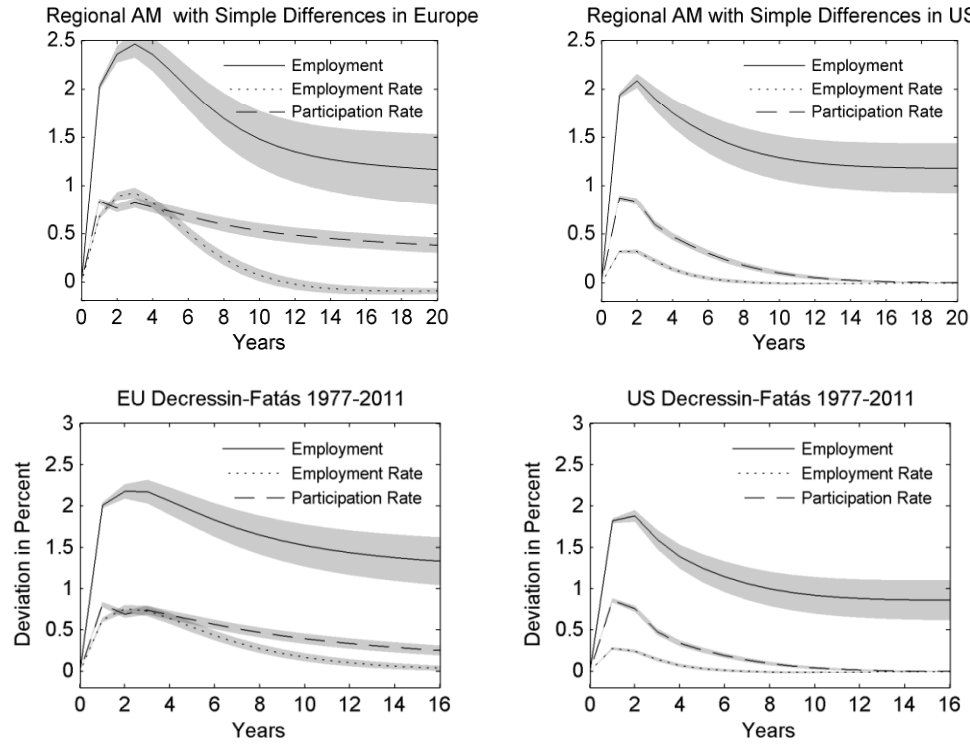 Regional AM with Simple Differences in Europe
2.5
2
1.5
1
0.5
0
Employment
Employment Rate
Participation Rate
0 2 4 6 8 10 12 14 16 18 20
Years
Regional AM with Simple Differences in US
2.5
2
1.5
1
0.5
0
Employment
Employment Rate
Participation Rate
0 2 4 6 8 10 12 14 16 18 20
Years
EU Decressin-Fatás 1977-2011
Deviation in Percent
3
2.5
2
1.5
1
0.5
0
Employment
Employment Rate
Participation Rate
0 2 4 6 8 10 12 14 16
Years
US Decressin-Fatás 1977-2011
Deviation in Percent
3
2.5
2
1.5
1
0.5
0
Employment
Employment Rate
Participation Rate
0 2 4 6 8 10 12 14 16
Years